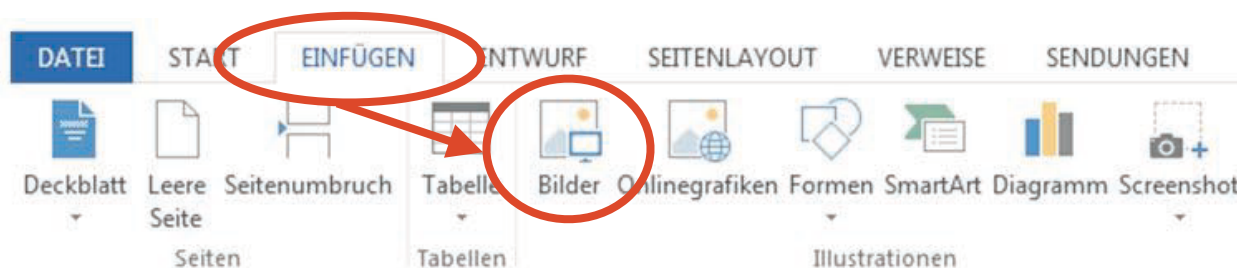 DATEI START EINFÜGEN ENTWURF SEITENLAYOUT VERWEISE SENDUNGEN
Deckblatt Leere Seite Seitenumbruch Tabelle Bilder Onlinegrafiken Formen SmartArt Diagramm Screenshot
Seiten Tabellen Illustrationen